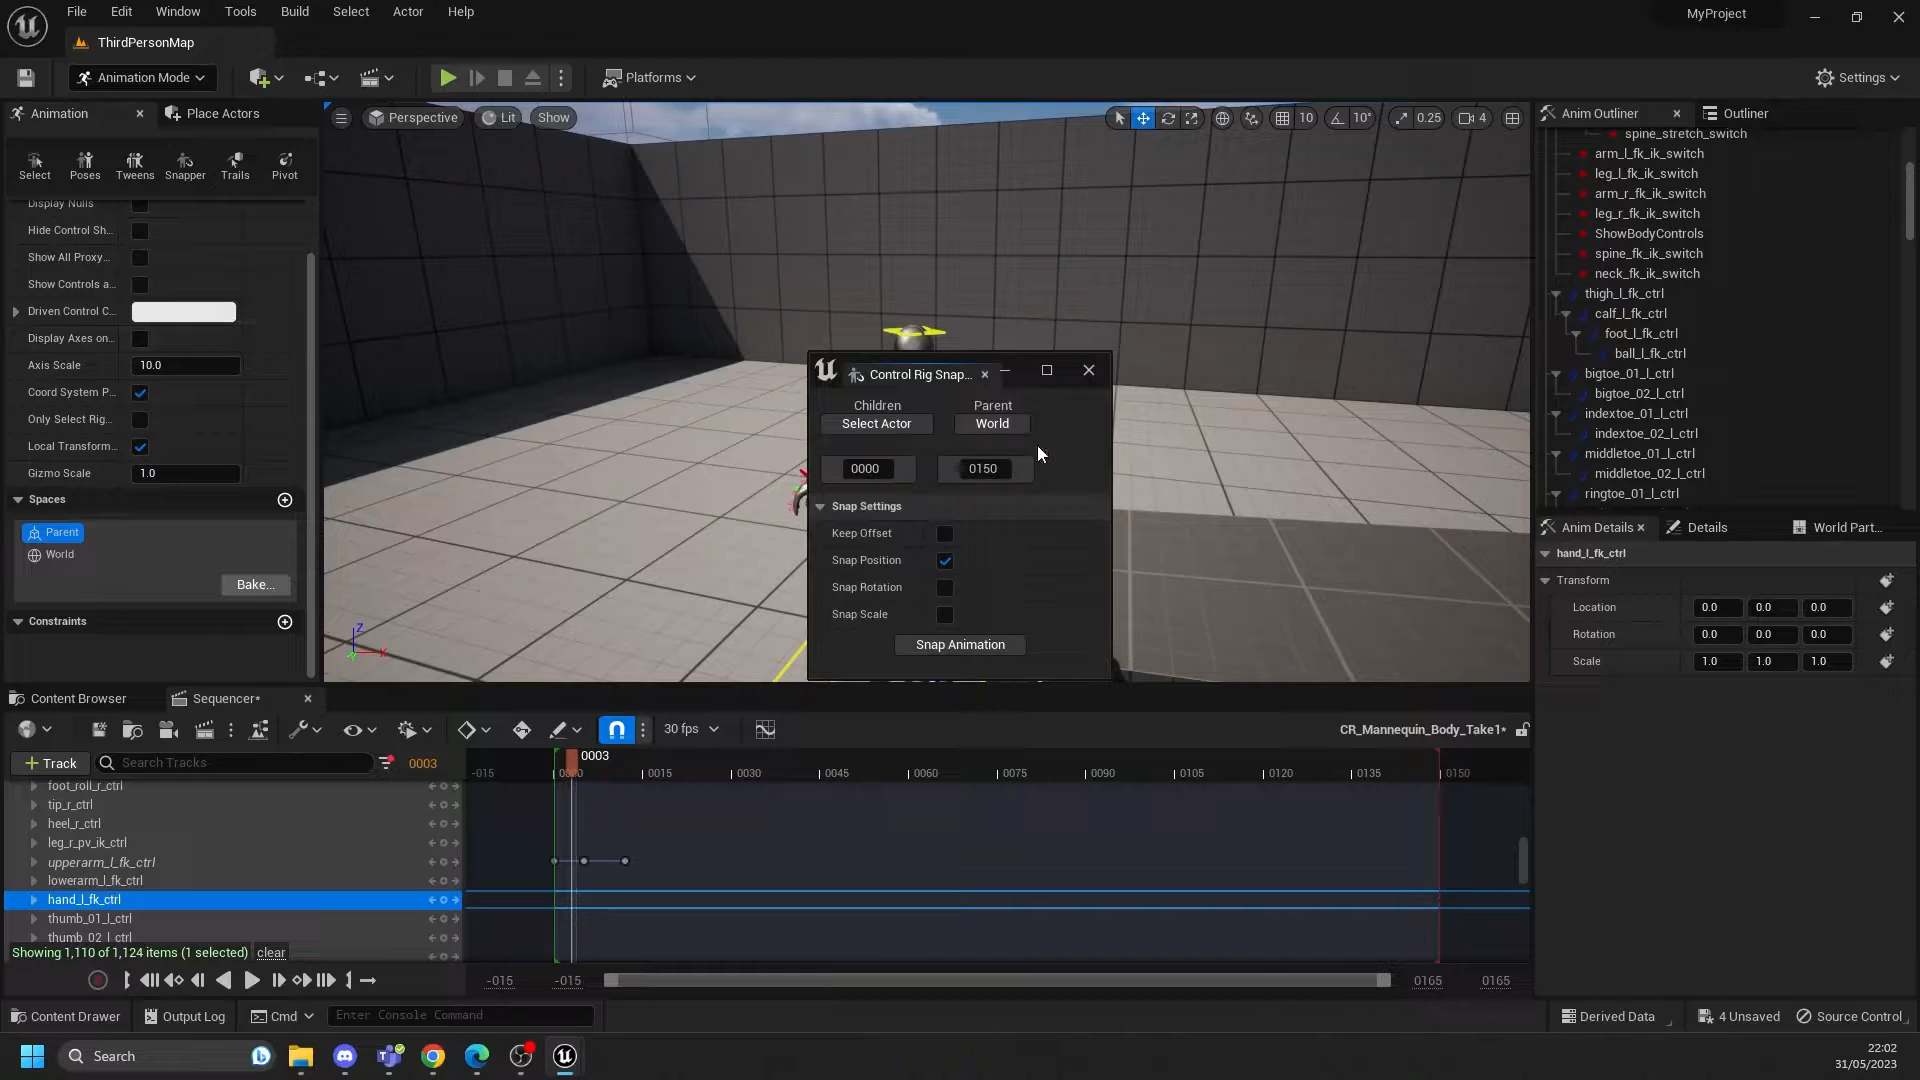 File Edit Window Tools Build Select Actor Help
MyProject
ThirdPersonMap
Animation Mode
Platforms
Settings
Animation
Place Actors
Select Poses Tweens Snapper Trails Pivot
Display Nulls
Hide Control Sh...
Show All Proxy...
Show Controls a...
Driven Control C...
Display Axes on...
Axis Scale 10.0
Coord System P...
Only Select Rig...
Local Transform...
Gizmo Scale 1.0
Spaces
Parent
World
Bake...
Constraints
Perspective Lit Show
10 10° 0.25 4
Z
X
Y
Control Rig Snap...
Children Parent
Select Actor World
0000 0150
Snap Settings
Keep Offset
Snap Position
Snap Rotation
Snap Scale
Snap Animation
Anim Outliner
Outliner
spine_stretch_switch
arm_l_fk_ik_switch
leg_l_fk_ik_switch
arm_r_fk_ik_switch
leg_r_fk_ik_switch
ShowBodyControls
spine_fk_ik_switch
neck_fk_ik_switch
thigh_l_fk_ctrl
calf_l_fk_ctrl
foot_l_fk_ctrl
ball_l_fk_ctrl
bigtoe_01_l_ctrl
bigtoe_02_l_ctrl
indextoe_01_l_ctrl
indextoe_02_l_ctrl
middletoe_01_l_ctrl
middletoe_02_l_ctrl
ringtoe_01_l_ctrl
Anim Details Details World Part...
hand_l_fk_ctrl
Transform
Location 0.0 0.0 0.0
Rotation 0.0 0.0 0.0
Scale 1.0 1.0 1.0
Content Browser
Sequencer*
30 fps
CR_Mannequin_Body_Take1*
Track
Search Tracks
0003
0003
-015 0015 0030 0045 0060 0075 0090 0105 0120 0135 0150
foot_roll_r_ctrl
tip_r_ctrl
heel_r_ctrl
leg_r_pv_ik_ctrl
upperarm_l_fk_ctrl
lowerarm_l_fk_ctrl
hand_l_fk_ctrl
thumb_01_l_ctrl
thumb_02_l_ctrl
Showing 1,110 of 1,124 items (1 selected) clear
-015 -015 0165 0165
Content Drawer Output Log Cmd Enter Console Command
Derived Data 4 Unsaved Source Control
Search
22:02
31/05/2023